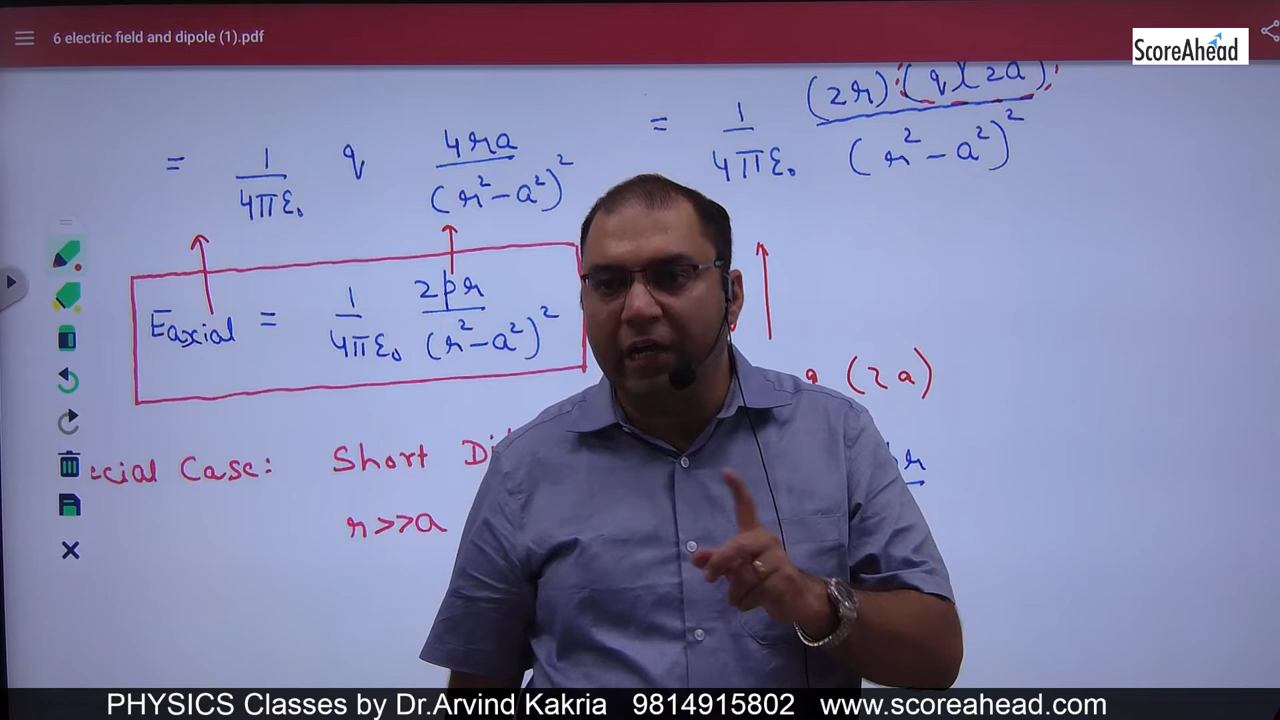 6 electric field and dipole (1).pdf
ScoreAhead
= 1/4πε₀ q 4ra/(r²-a²)²
= 1/4πε₀ (2r) (q)(2a)/(r²-a²)²
Eaxial = 1/4πε₀ 2pr/(r²-a²)²
(2a)
cial Case: Short
r>>a
PHYSICS Classes by Dr.Arvind Kakria 9814915802 www.scoreahead.com